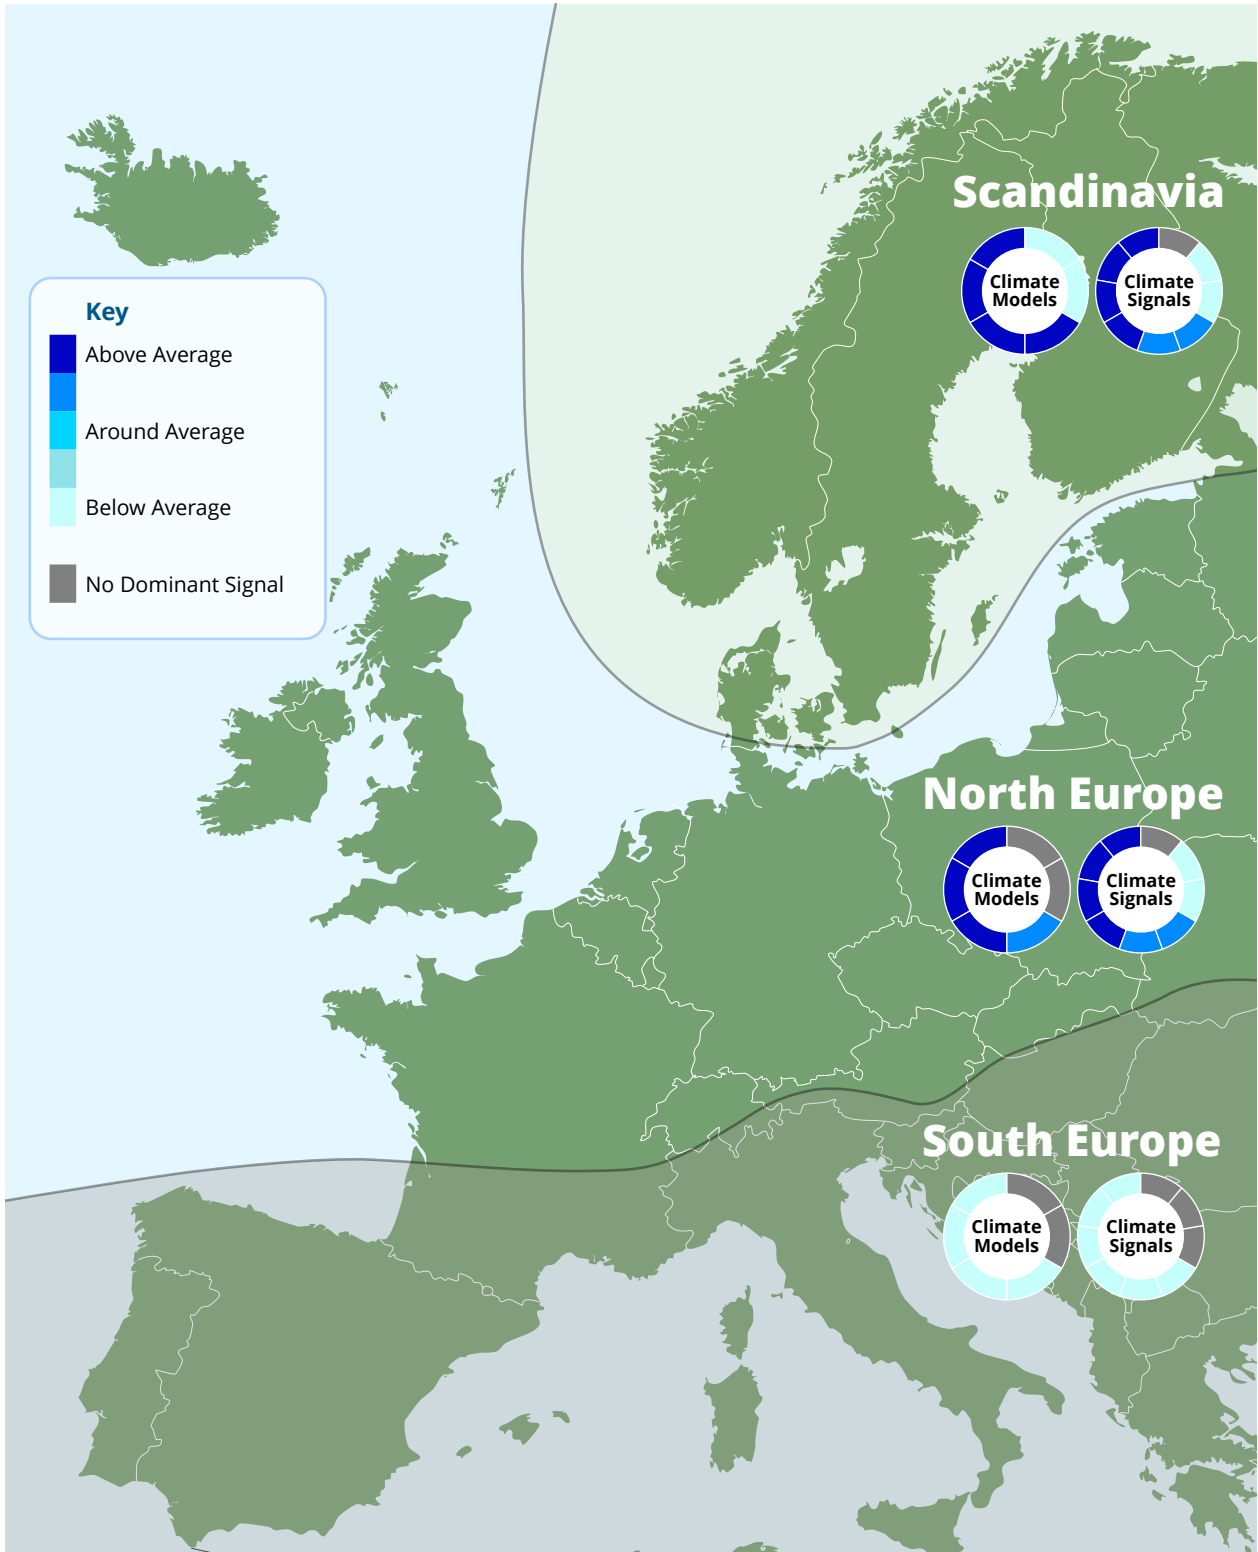 Scandinavia
Climate
Models
Climate
Signals
Key
Above Average
Around Average
Below Average
No Dominant Signal
North Europe
Climate
Models
Climate
Signals
South Europe
Climate
Models
Climate
Signals